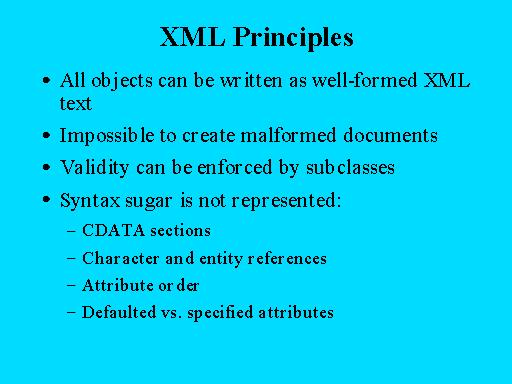 XML Principles
• All objects can be written as well-formed XML
text
• Impossible to create malformed documents
• Validity can be enforced by subclasses
• Syntax sugar is not represented:
– CDATA sections
– Character and entity references
– Attribute order
– Defaulted vs. specified attributes